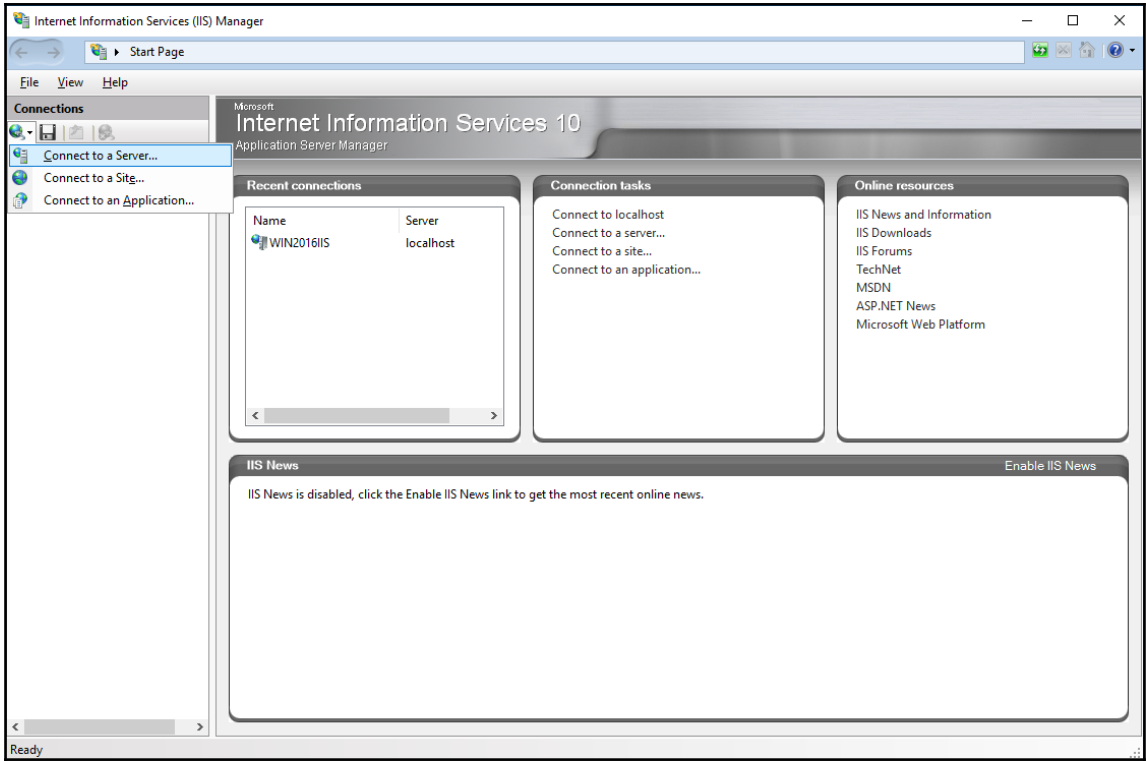 Internet Information Services (IIS) Manager
Start Page
File View Help
Connections
Connect to a Server...
Connect to a Site...
Connect to an Application...
Microsoft
Internet Information Services 10
Application Server Manager
Recent connections
Name Server
WIN2016IIS localhost
Connection tasks
Connect to localhost
Connect to a server...
Connect to a site...
Connect to an application...
Online resources
IIS News and Information
IIS Downloads
IIS Forums
TechNet
MSDN
ASP.NET News
Microsoft Web Platform
IIS News Enable IIS News
IIS News is disabled, click the Enable IIS News link to get the most recent online news.
Ready